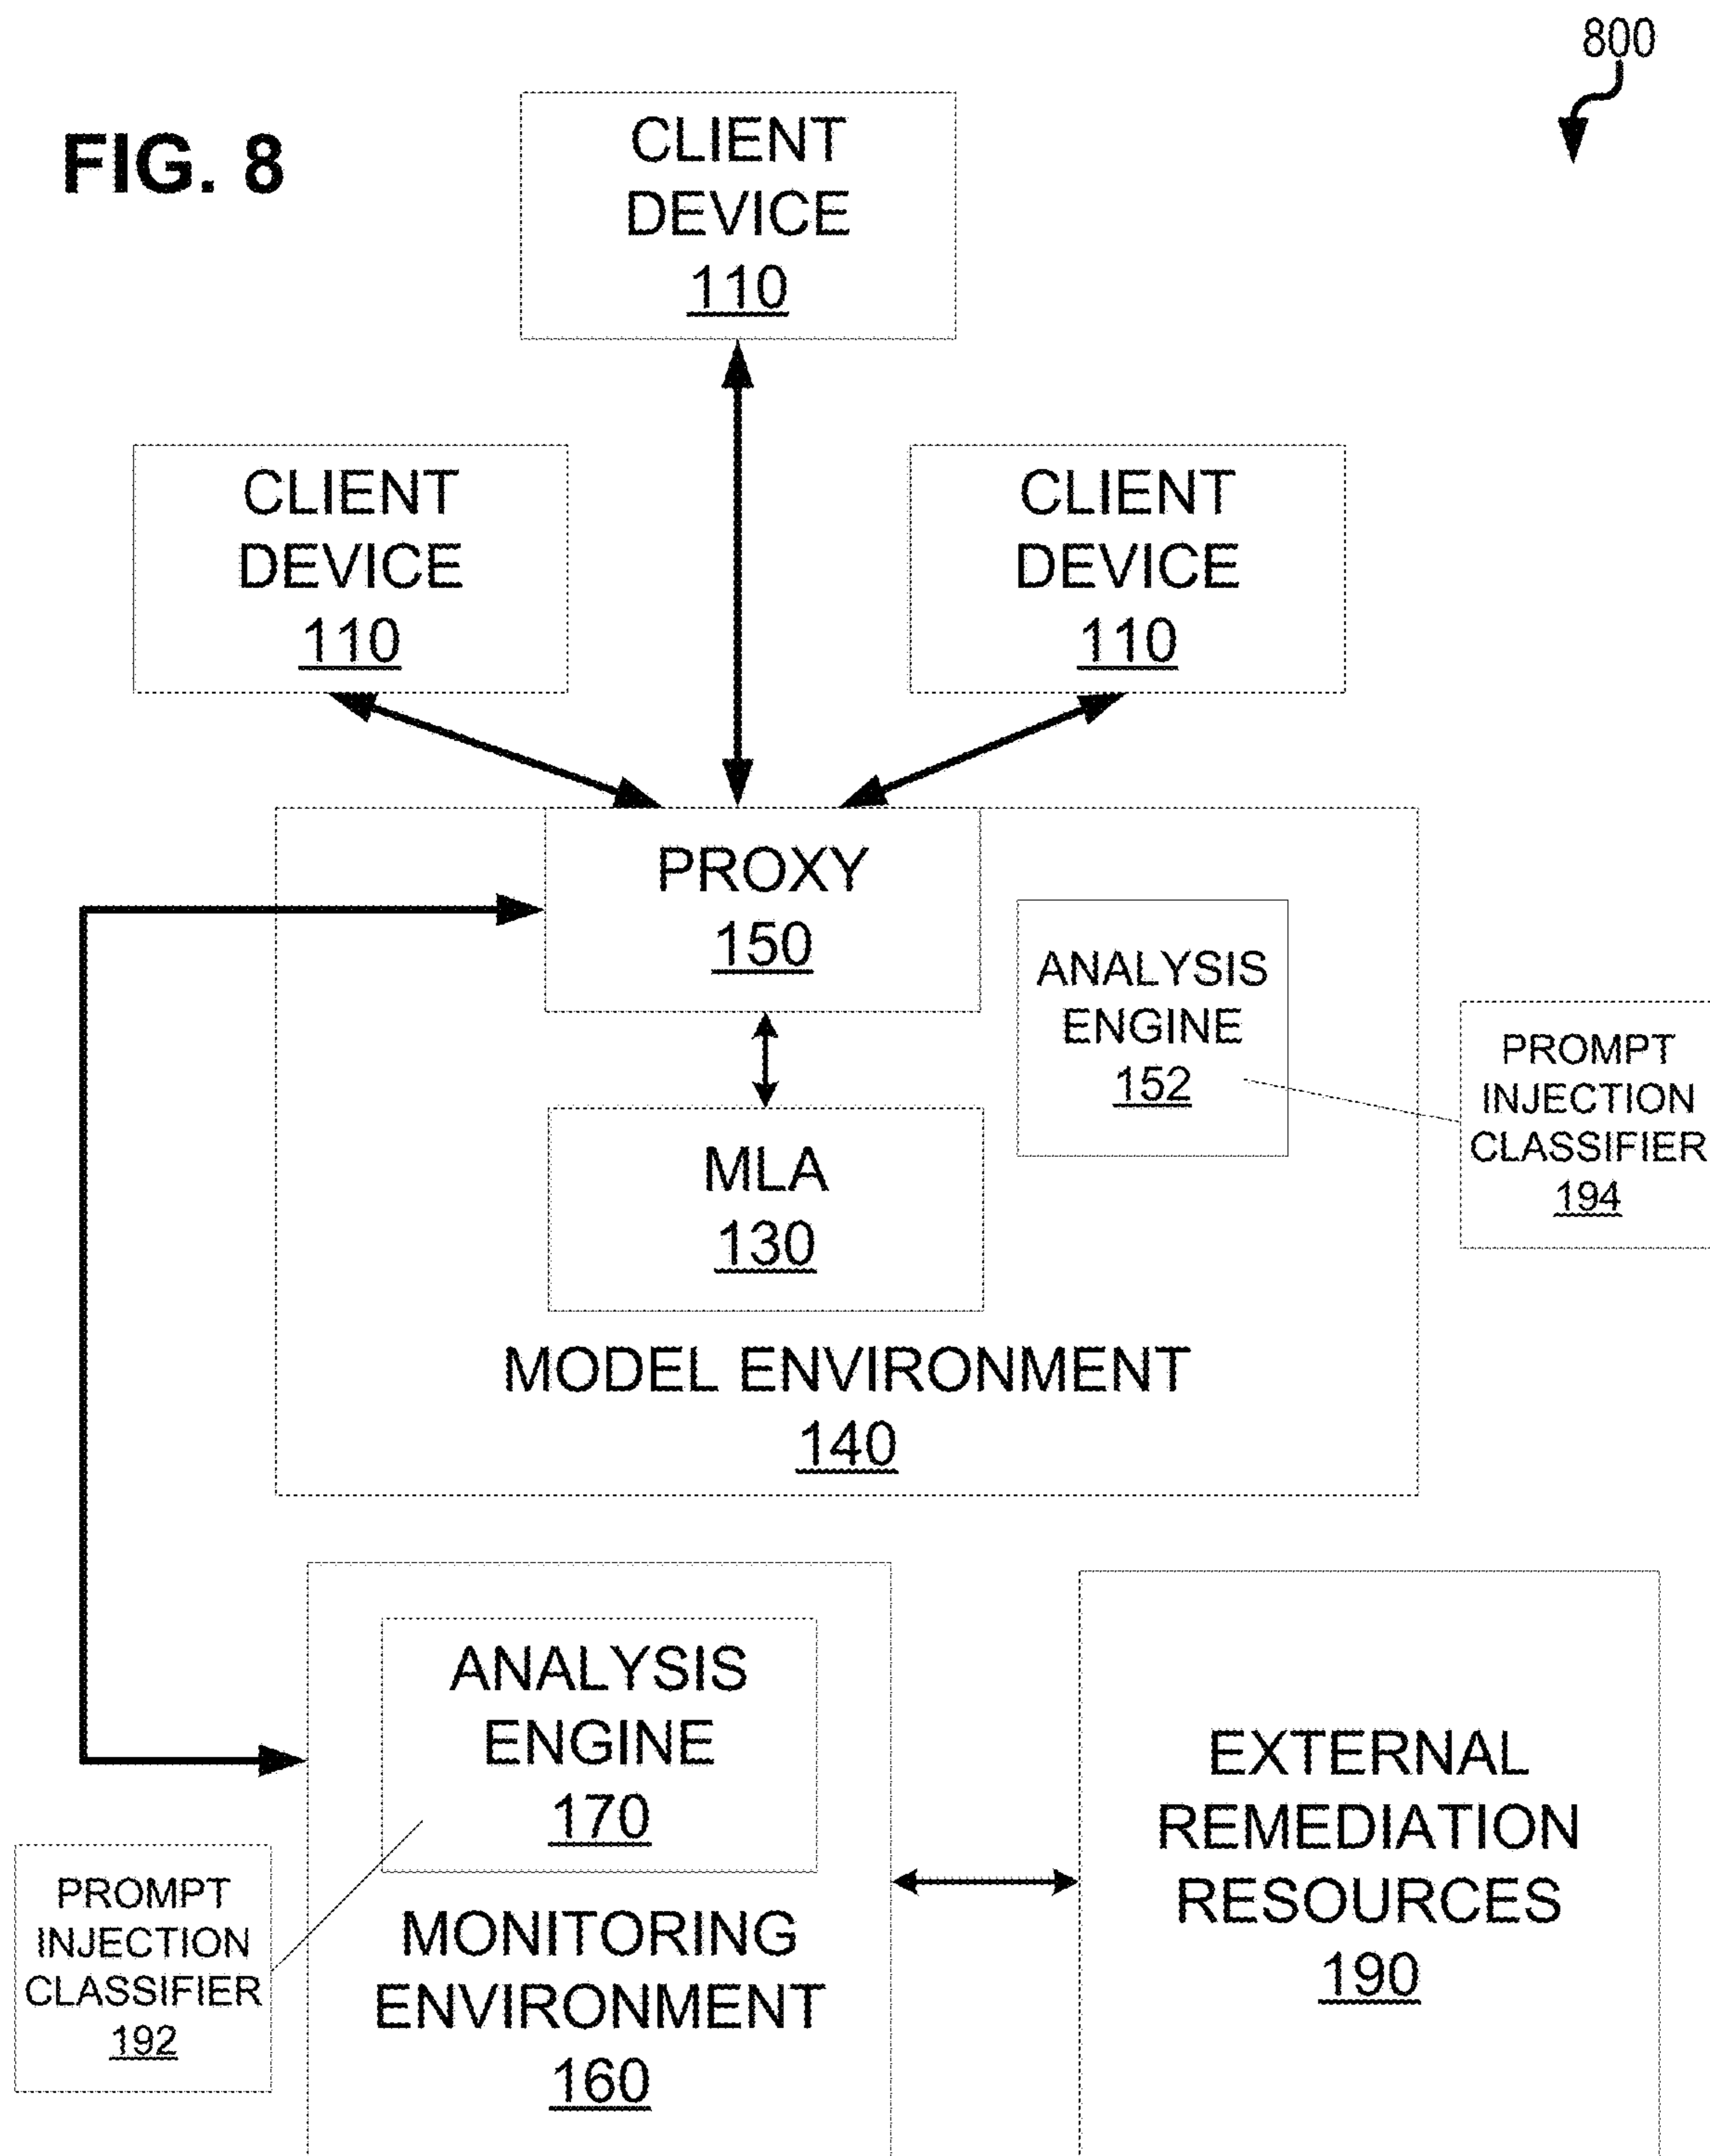 800
FIG. 8
CLIENT
DEVICE
110
CLIENT
DEVICE
110
CLIENT
DEVICE
110
PROXY
150
ANALYSIS
ENGINE
152
PROMPT
INJECTION
CLASSIFIER
194
MLA
130
MODEL ENVIRONMENT
140
ANALYSIS
ENGINE
170
PROMPT
INJECTION
CLASSIFIER
192
MONITORING
ENVIRONMENT
160
EXTERNAL
REMEDIATION
RESOURCES
190